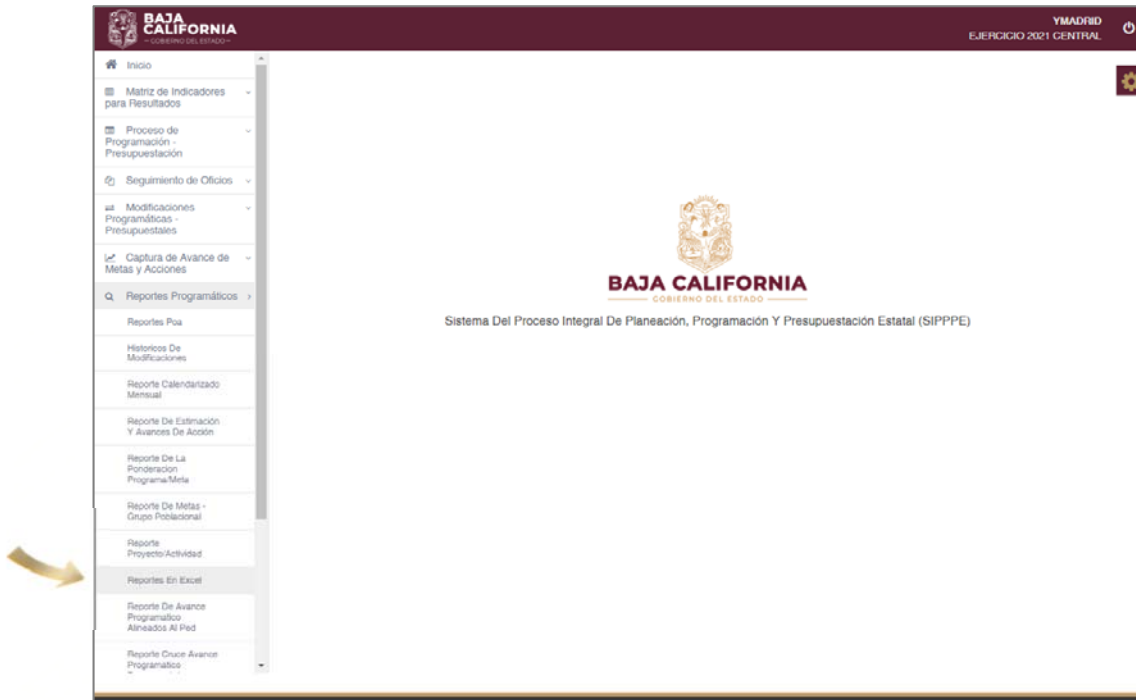 BAJA
CALIFORNIA
GOBIERNO DEL ESTADO
YMADRID
EJERCICIO 2021 CENTRAL
Inicio
Matriz de Indicadores
para Resultados
Proceso de
Programación -
Presupuestación
Seguimiento de Oficios
Modificaciones
Programáticas -
Presupuestales
Captura de Avance de
Metas y Acciones
Reportes Programáticos
Reportes Poa
Historicos De
Modificaciones
Reporte Calendarizado
Mensual
Reporte De Estimación
Y Avances De Acción
Reporte De La
Ponderacion
Programa/Meta
Reporte De Metas -
Grupo Poblacional
Reporte
Proyecto/Actividad
Reportes En Excel
Reporte De Avance
Programatico
Alineados Al Ped
Reporte Cruce Avance
Programatico
BAJA CALIFORNIA
GOBIERNO DEL ESTADO
Sistema Del Proceso Integral De Planeación, Programación Y Presupuestación Estatal (SIPPPE)